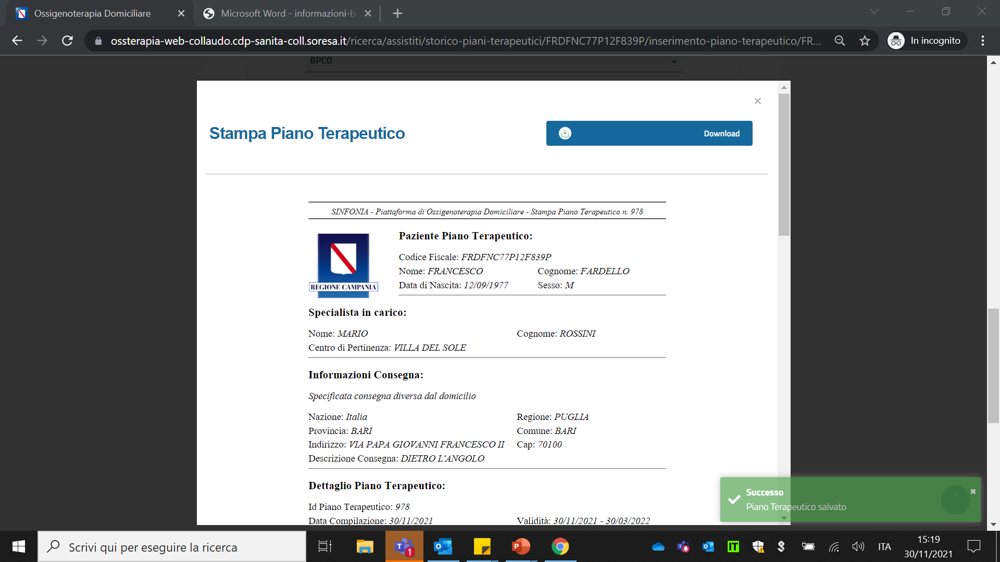 Ossigenoterapia Domiciliare
Microsoft Word - informazioni-b
ossterapia-web-collaudo.cdp-sanita-coll.soresa.it/ricerca/assistiti/storico-piani-terapeutici/FRDFNC77P12F839P/inserimento-piano-terapeutico/FR...
In incognito
BPCO
Stampa Piano Terapeutico
Download
SINFONIA - Piattaforma di Ossigenoterapia Domiciliare - Stampa Piano Terapeutico n. 978
REGIONE CAMPANIA
Paziente Piano Terapeutico:
Codice Fiscale: FRDFNC77P12F839P
Nome: FRANCESCO Cognome: FARDELLO
Data di Nascita: 12/09/1977 Sesso: M
Specialista in carico:
Nome: MARIO Cognome: ROSSINI
Centro di Pertinenza: VILLA DEL SOLE
Informazioni Consegna:
Specificata consegna diversa dal domicilio
Nazione: Italia Regione: PUGLIA
Provincia: BARI Comune: BARI
Indirizzo: VIA PAPA GIOVANNI FRANCESCO II Cap: 70100
Descrizione Consegna: DIETRO L'ANGOLO
Dettaglio Piano Terapeutico:
Id Piano Terapeutico: 978
Data Compilazione: 30/11/2021 Validità: 30/11/2021 - 30/03/2022
Successo
Piano Terapeutico salvato
Scrivi qui per eseguire la ricerca
1
IT
ITA
15:19
30/11/2021